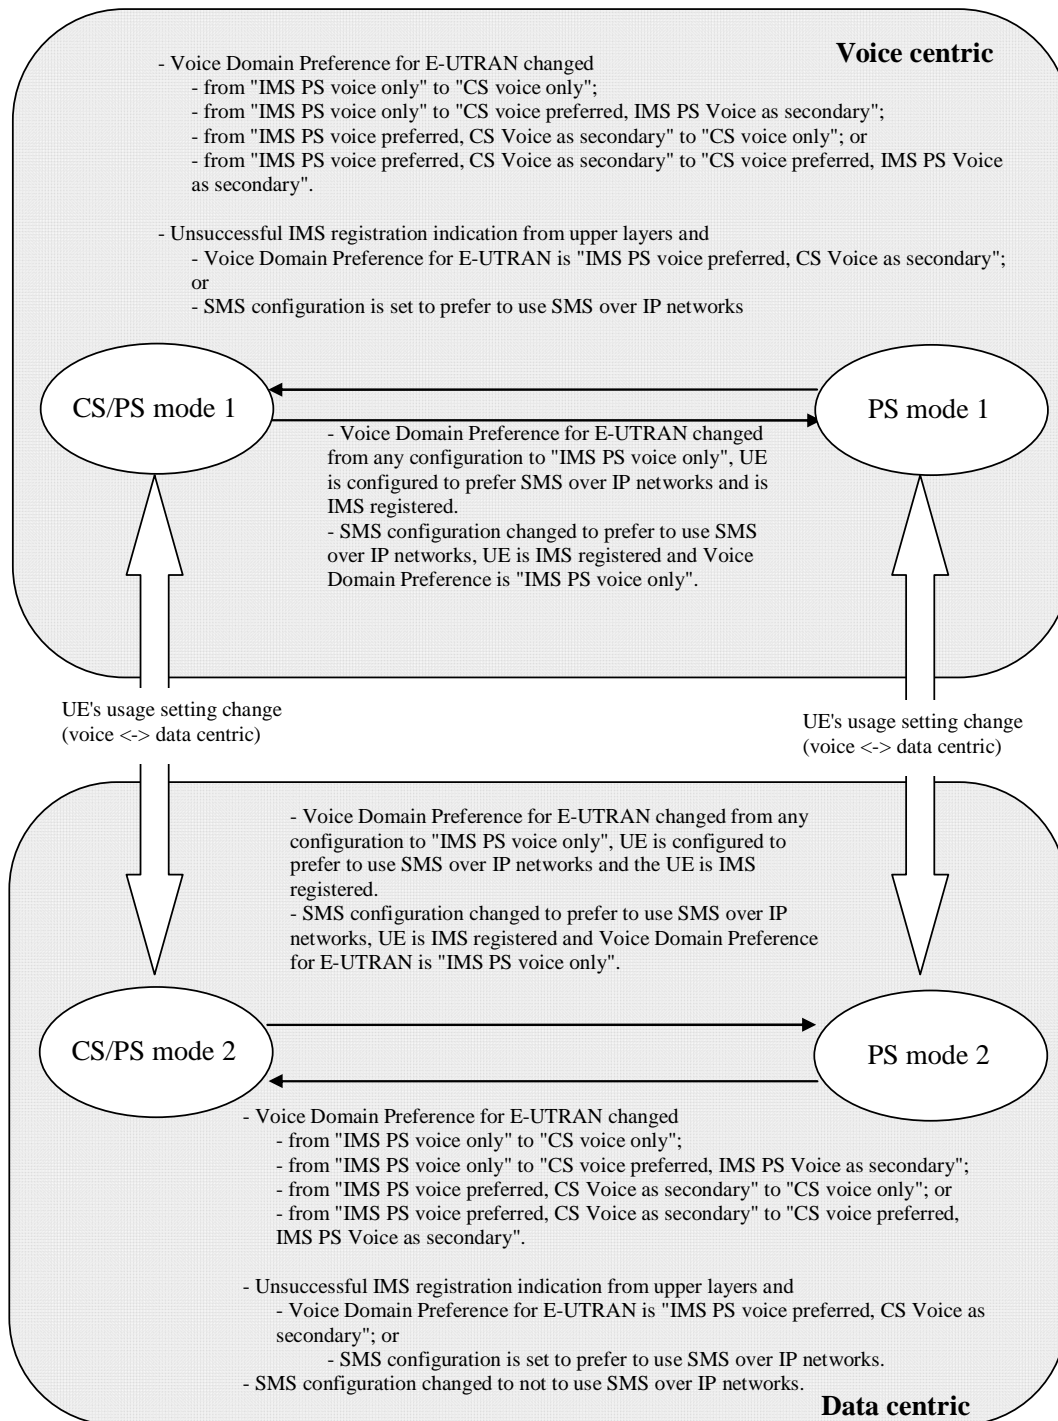 Voice centric
- Voice Domain Preference for E-UTRAN changed
- from "IMS PS voice only" to "CS voice only";
- from "IMS PS voice only" to "CS voice preferred, IMS PS Voice as secondary";
- from "IMS PS voice preferred, CS Voice as secondary" to "CS voice only"; or
- from "IMS PS voice preferred, CS Voice as secondary" to "CS voice preferred, IMS PS Voice
as secondary".
- Unsuccessful IMS registration indication from upper layers and
- Voice Domain Preference for E-UTRAN is "IMS PS voice preferred, CS Voice as secondary";
or
- SMS configuration is set to prefer to use SMS over IP networks
CS/PS mode 1
PS mode 1
- Voice Domain Preference for E-UTRAN changed
from any configuration to "IMS PS voice only", UE
is configured to prefer SMS over IP networks and is
IMS registered.
- SMS configuration changed to prefer to use SMS
over IP networks, UE is IMS registered and Voice
Domain Preference is "IMS PS voice only".
UE's usage setting change
(voice <-> data centric)
UE's usage setting change
(voice <-> data centric)
- Voice Domain Preference for E-UTRAN changed from any
configuration to "IMS PS voice only", UE is configured to
prefer to use SMS over IP networks and the UE is IMS
registered.
- SMS configuration changed to prefer to use SMS over IP
networks, UE is IMS registered and Voice Domain Preference
for E-UTRAN is "IMS PS voice only".
CS/PS mode 2
PS mode 2
- Voice Domain Preference for E-UTRAN changed
- from "IMS PS voice only" to "CS voice only";
- from "IMS PS voice only" to "CS voice preferred, IMS PS Voice as secondary";
- from "IMS PS voice preferred, CS Voice as secondary" to "CS voice only"; or
- from "IMS PS voice preferred, CS Voice as secondary" to "CS voice preferred,
IMS PS Voice as secondary".
- Unsuccessful IMS registration indication from upper layers and
- Voice Domain Preference for E-UTRAN is "IMS PS voice preferred, CS Voice as
secondary"; or
- SMS configuration is set to prefer to use SMS over IP networks.
- SMS configuration changed to not to use SMS over IP networks.
Data centric